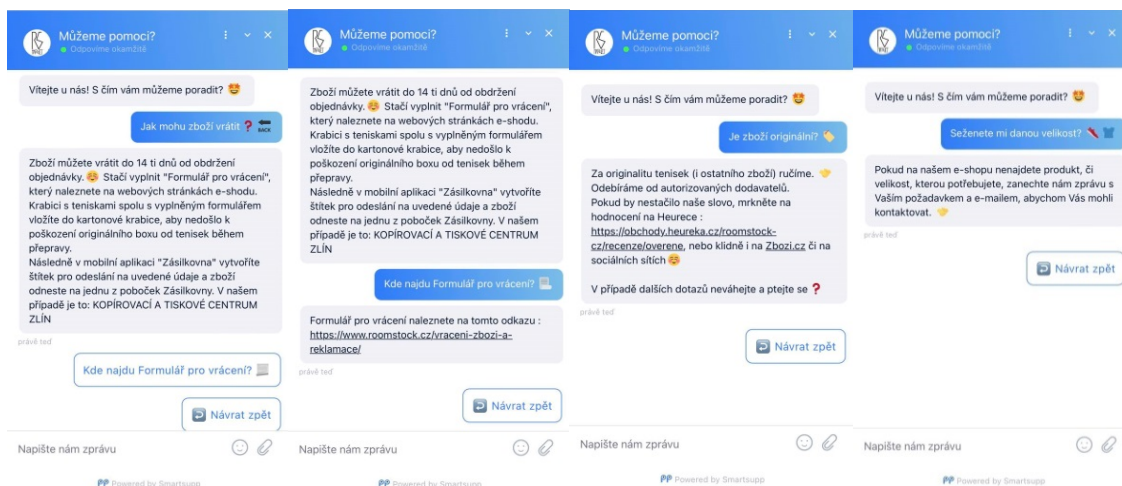 Můžeme pomoci?
Odpovíme okamžitě
Vítejte u nás! S čím vám můžeme poradit? 🤩
Jak mohu zboží vrátit❓🔙
Zboží můžete vrátit do 14 ti dnů od obdržení
objednávky. ☺️ Stačí vyplnit "Formulář pro vrácení",
který naleznete na webových stránkách e-shodu.
Krabici s teniskami spolu s vyplněným formulářem
vložíte do kartonové krabice, aby nedošlo k
poškození originálního boxu od tenisek během
přepravy.
Následně v mobilní aplikaci "Zásilkovna" vytvoříte
štítek pro odeslání na uvedené údaje a zboží
odneste na jednu z poboček Zásilkovny. V našem
případě je to: KOPÍROVACÍ A TISKOVÉ CENTRUM
ZLÍN
právě teď
Kde najdu Formulář pro vrácení? 🧾
Návrat zpět
Napište nám zprávu
Powered by Smartsupp
Můžeme pomoci?
Odpovíme okamžitě
Zboží můžete vrátit do 14 ti dnů od obdržení
objednávky. ☺️ Stačí vyplnit "Formulář pro vrácení",
který naleznete na webových stránkách e-shodu.
Krabici s teniskami spolu s vyplněným formulářem
vložíte do kartonové krabice, aby nedošlo k
poškození originálního boxu od tenisek během
přepravy.
Následně v mobilní aplikaci "Zásilkovna" vytvoříte
štítek pro odeslání na uvedené údaje a zboží
odneste na jednu z poboček Zásilkovny. V našem
případě je to: KOPÍROVACÍ A TISKOVÉ CENTRUM
ZLÍN
Kde najdu Formulář pro vrácení? 🧾
Formulář pro vrácení naleznete na tomto odkazu :
https://www.roomstock.cz/vraceni-zbozi-a-
reklamace/
právě teď
Návrat zpět
Napište nám zprávu
Powered by Smartsupp
Můžeme pomoci?
Odpovíme okamžitě
Vítejte u nás! S čím vám můžeme poradit? 🤩
Je zboží originální? 🏷️
Za originalitu tenisek (i ostatního zboží) ručíme. 🤝
Odebíráme od autorizovaných dodavatelů.
Pokud by nestačilo naše slovo, mrkněte na
hodnocení na Heurece :
https://obchody.heureka.cz/roomstock-
cz/recenze/overene, nebo klidně i na Zbozi.cz či na
sociálních sítích ☺️
V případě dalších dotazů neváhejte a ptejte se ❓
právě teď
Návrat zpět
Napište nám zprávu
Powered by Smartsupp
Můžeme pomoci?
Odpovíme okamžitě
Vítejte u nás! S čím vám můžeme poradit? 🤩
Seženete mi danou velikost? 👠👕
Pokud na našem e-shopu nenajdete produkt, či
velikost, kterou potřebujete, zanechte nám zprávu s
Vaším požadavkem a e-mailem, abychom Vás mohli
kontaktovat. 🤝
právě teď
Návrat zpět
Napište nám zprávu
Powered by Smartsupp